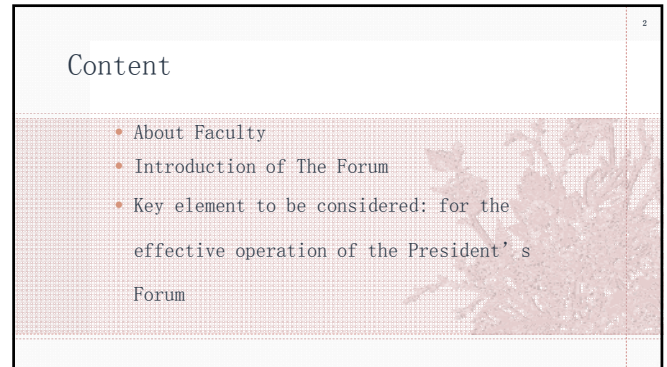 2
Content
• About Faculty
• Introduction of The Forum
• Key element to be considered: for the
effective operation of the President’s
Forum